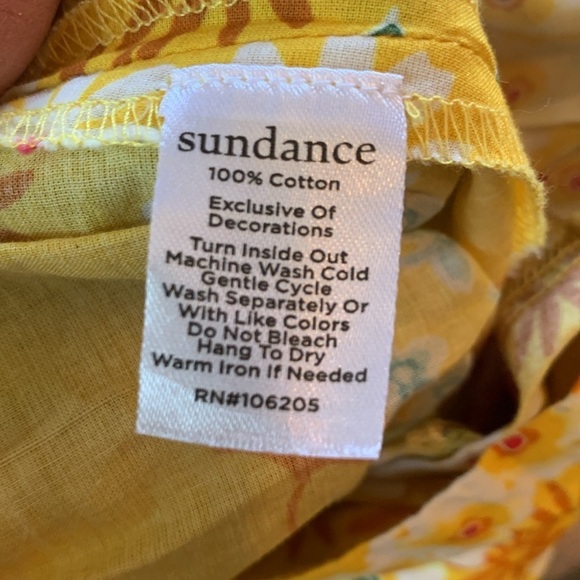 sundance
100% Cotton
Exclusive Of
Decorations
Turn Inside Out
Machine Wash Cold
Gentle Cycle
Wash Separately Or
With Like Colors
Do Not Bleach
Hang To Dry
Warm Iron If Needed
RN#106205